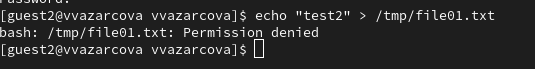 [guest2@vvazarcova vvazarcova]$ echo "test2" > /tmp/file01.txt
bash: /tmp/file01.txt: Permission denied
[guest2@vvazarcova vvazarcova]$